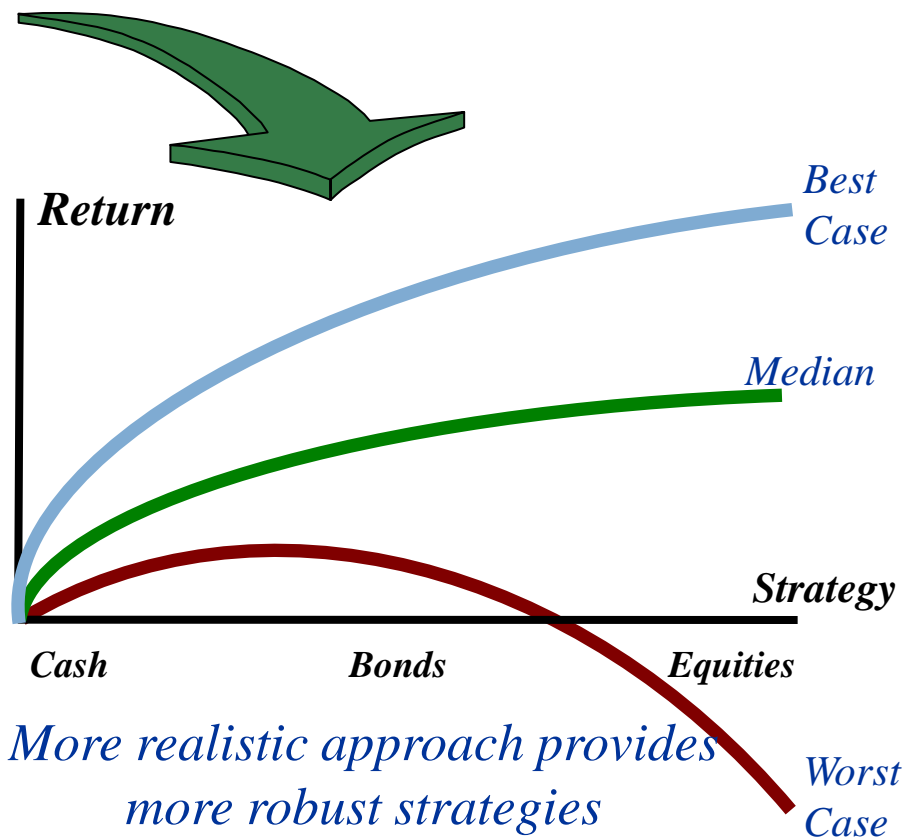 Return
Best
Case
Median
Strategy
Cash
Bonds
Equities
More realistic approach provides
more robust strategies
Worst
Case